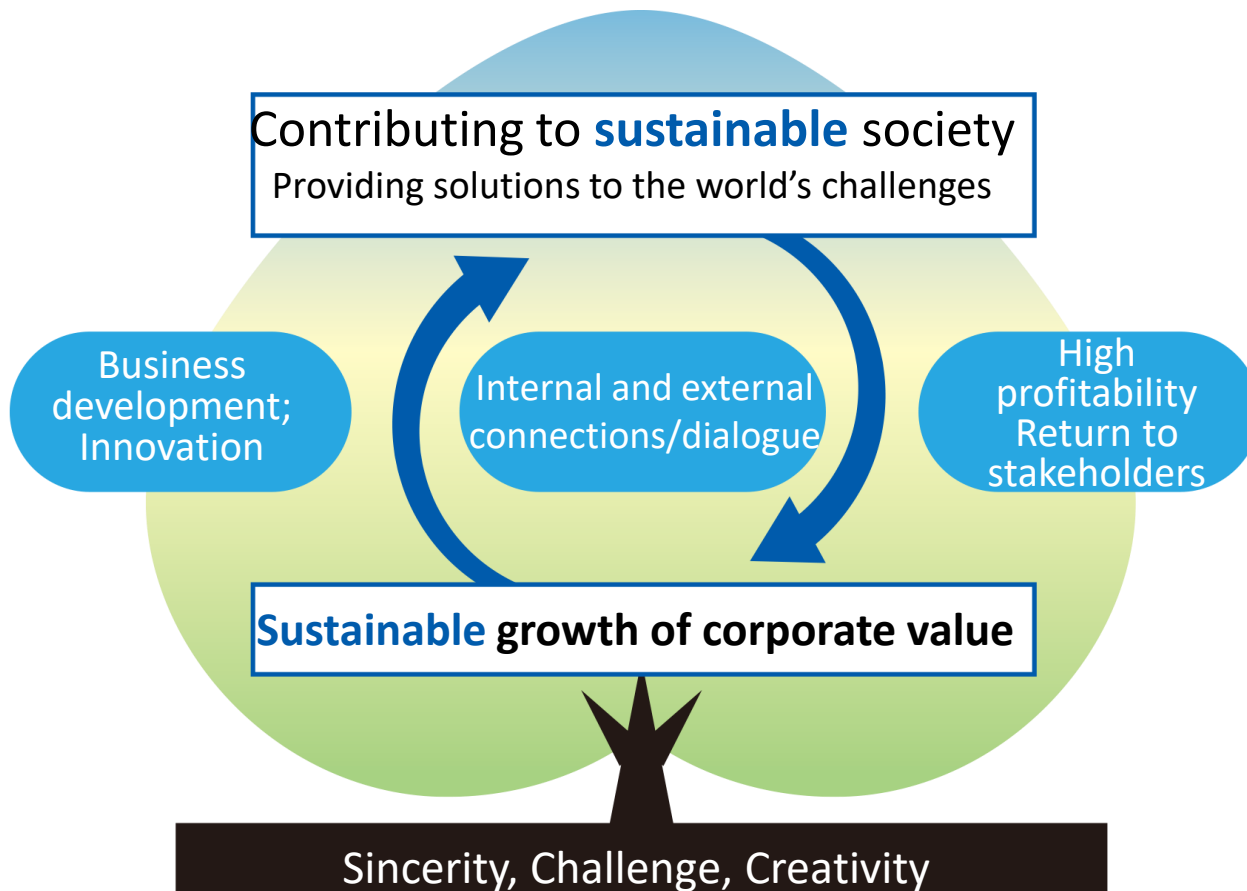 Contributing to sustainable society
Providing solutions to the world’s challenges
Business
development;
Innovation
Internal and external
connections/dialogue
High
profitability
Return to
stakeholders
Sustainable growth of corporate value
Sincerity, Challenge, Creativity